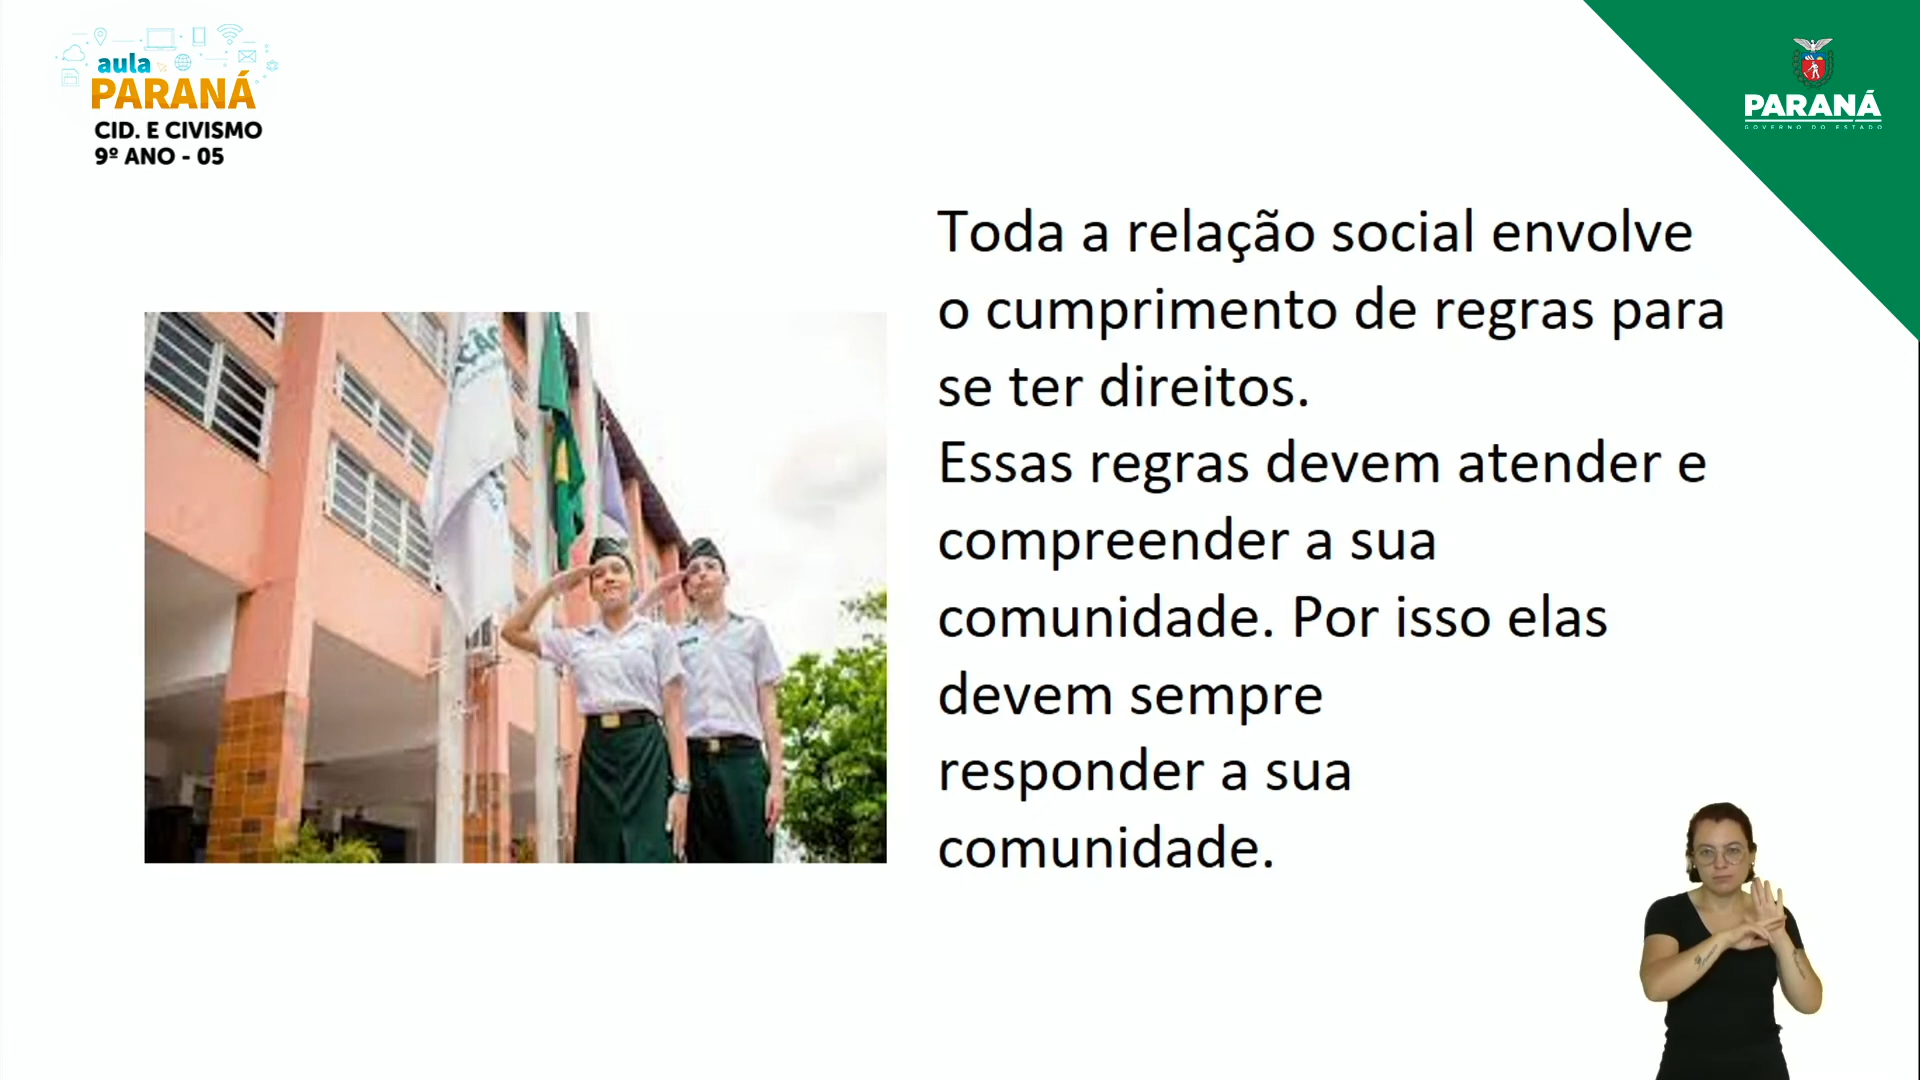 aula
PARANÁ
CID. E CIVISMO
9º ANO - 05
PARANÁ
GOVERNO DO ESTADO
Toda a relação social envolve
o cumprimento de regras para
se ter direitos.
Essas regras devem atender e
compreender a sua
comunidade. Por isso elas
devem sempre
responder a sua
comunidade.